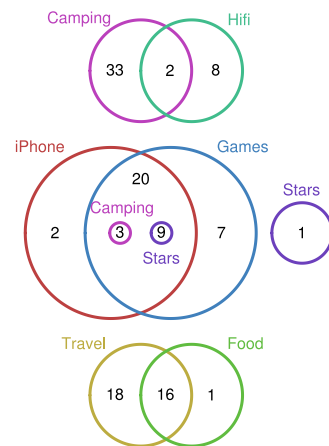 Camping Hifi
33 2 8
iPhone Games
20
Stars
Camping
2 3 9 7 1
Stars
Travel Food
18 16 1